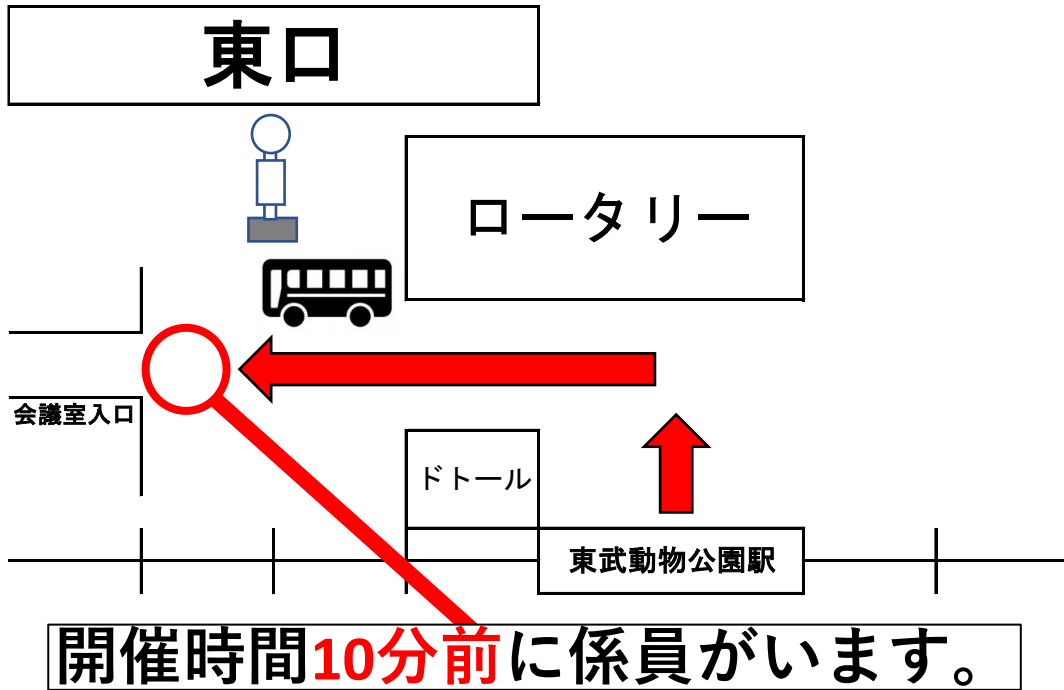 東口
ロータリー
会議室入口
ドトール
東武動物公園駅
開催時間10分前に係員がいます。